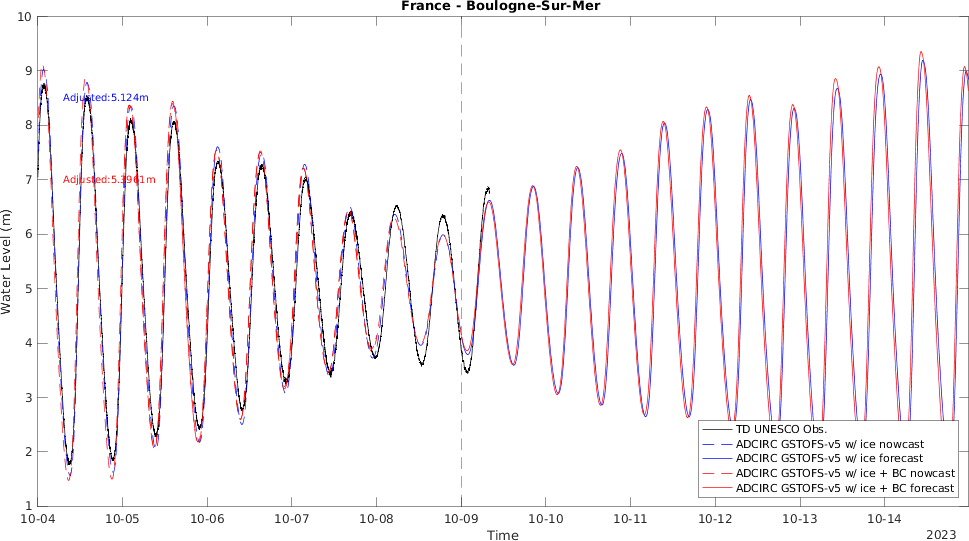 France - Boulogne-Sur-Mer
10
9
8
7
6
5
4
3
2
1
Water Level (m)
Adjusted:5.124m
Adjusted:5.3961m
TD UNESCO Obs.
ADCIRC GSTOFS-v5 w/ ice nowcast
ADCIRC GSTOFS-v5 w/ ice forecast
ADCIRC GSTOFS-v5 w/ ice + BC nowcast
ADCIRC GSTOFS-v5 w/ ice + BC forecast
10-04 10-05 10-06 10-07 10-08 10-09 10-10 10-11 10-12 10-13 10-14
Time
2023